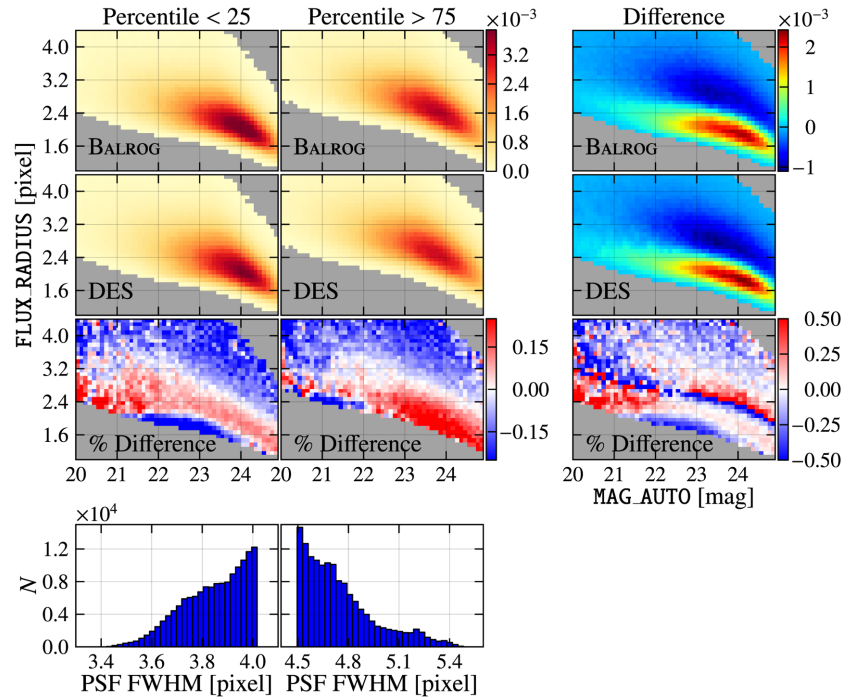 Percentile < 25
Percentile > 75
×10⁻³
Difference
×10⁻³
4.0
3.2
2.4
1.6
BALROG
BALROG
3.2
2.4
1.6
0.8
0.0
BALROG
2
1
0
−1
FLUX_RADIUS [pixel]
4.0
3.2
2.4
1.6
DES
DES
DES
4.0
3.2
2.4
1.6
% Difference
% Difference
0.15
0.00
−0.15
% Difference
0.50
0.25
0.00
−0.25
−0.50
20 21 22 23 24
20 21 22 23 24
20 21 22 23 24
MAG_AUTO [mag]
×10⁴
N
1.2
0.8
0.4
0.0
3.4 3.6 3.8 4.0
4.5 4.8 5.1 5.4
PSF FWHM [pixel]
PSF FWHM [pixel]